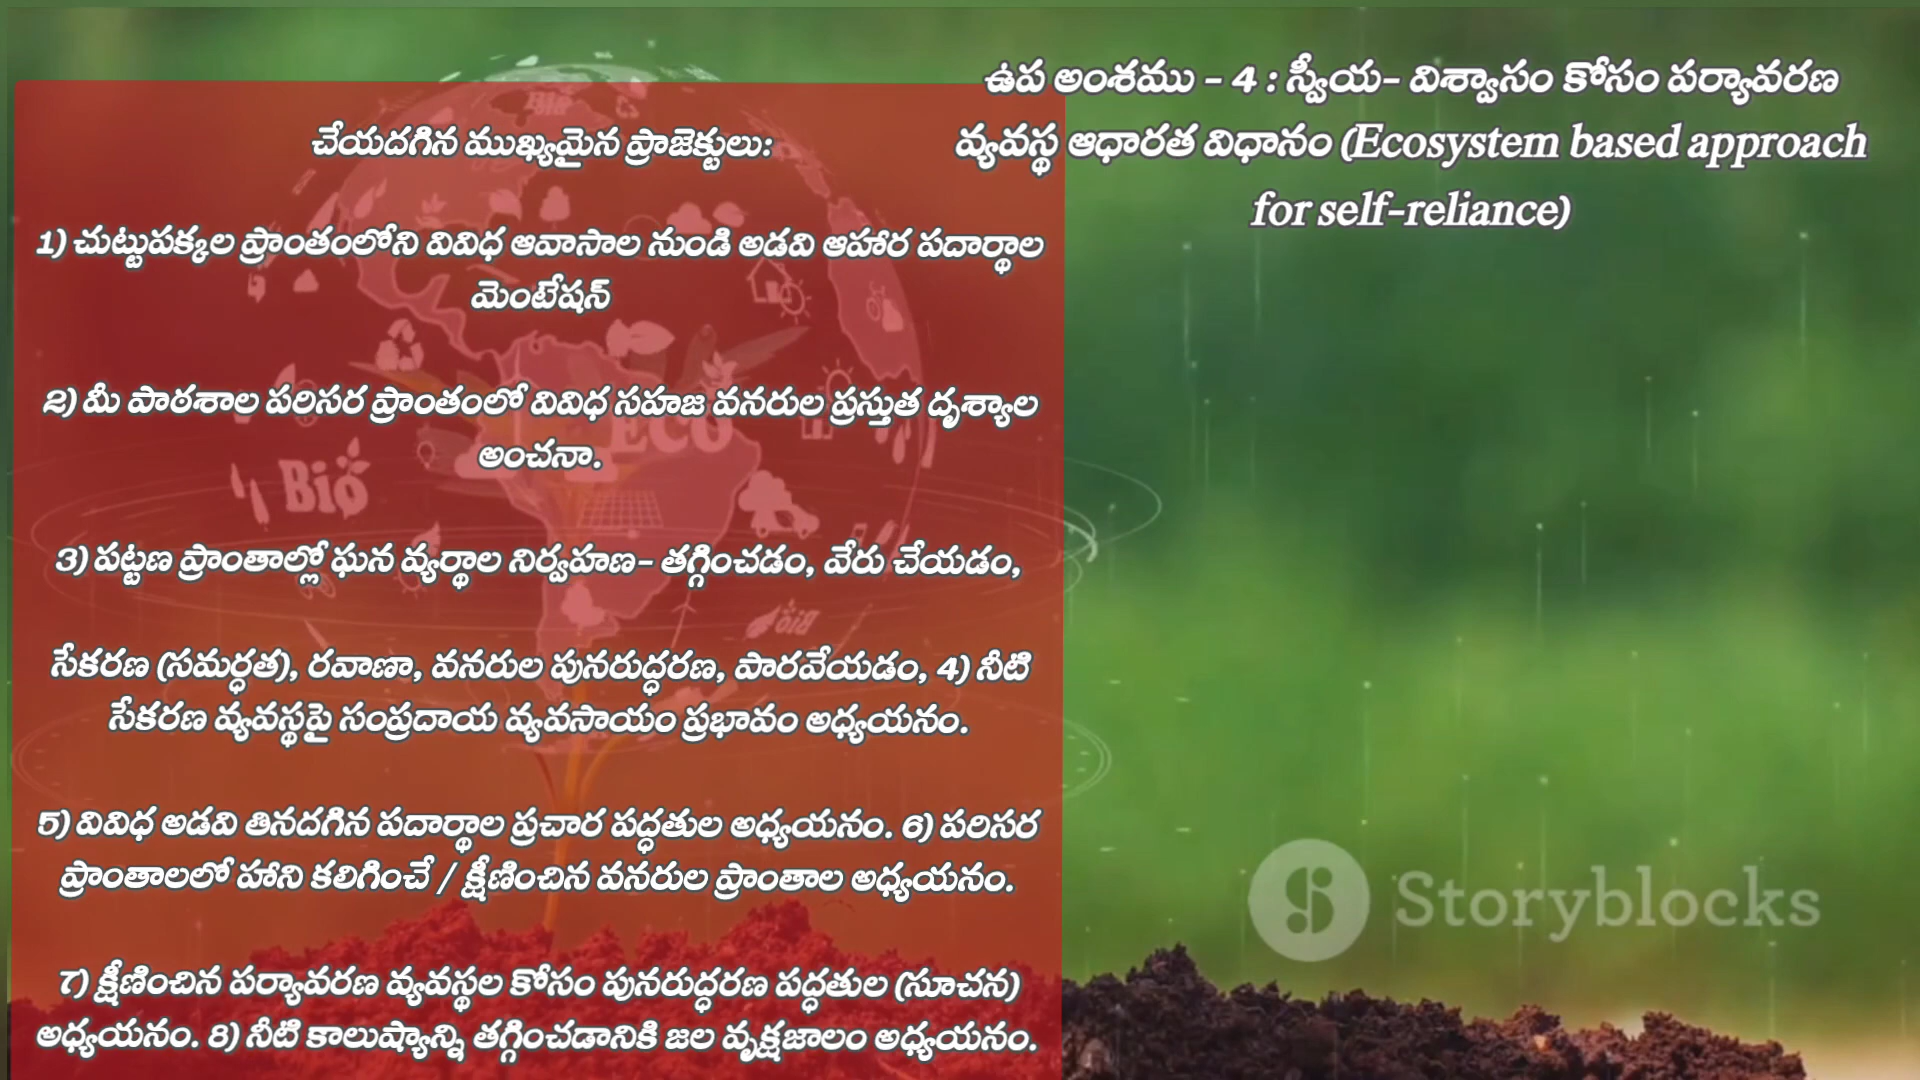 ఉప అంశము - 4 : స్వీయ- విశ్వాసం కోసం పర్యావరణ
వ్యవస్థ ఆధారత విధానం (Ecosystem based approach
for self-reliance)
చేయదగిన ముఖ్యమైన ప్రాజెక్టులు:
1) చుట్టుపక్కల ప్రాంతంలోని వివిధ ఆవాసాల నుండి అడవి ఆహార పదార్థాల
మెంటేషన్
2) మీ పాఠశాల పరిసర ప్రాంతంలో వివిధ సహజ వనరుల ప్రస్తుత దృశ్యాల
అంచనా.
3) పట్టణ ప్రాంతాల్లో ఘన వ్యర్థాల నిర్వహణ- తగ్గించడం, వేరు చేయడం,
సేకరణ (సమర్ధత), రవాణా, వనరుల పునరుద్ధరణ, పారవేయడం, 4) నీటి
సేకరణ వ్యవస్థపై సంప్రదాయ వ్యవసాయం ప్రభావం అధ్యయనం.
5) వివిధ అడవి తినదగిన పదార్థాల ప్రచార పద్ధతుల అధ్యయనం. 6) పరిసర
ప్రాంతాలలో హాని కలిగించే / క్షీణించిన వనరుల ప్రాంతాల అధ్యయనం.
7) క్షీణించిన పర్యావరణ వ్యవస్థల కోసం పునరుద్ధరణ పద్ధతుల (సూచన)
అధ్యయనం. 8) నీటి కాలుష్యాన్ని తగ్గించడానికి జల వృక్షజాలం అధ్యయనం.
Bio
ECO
Bio
Storyblocks